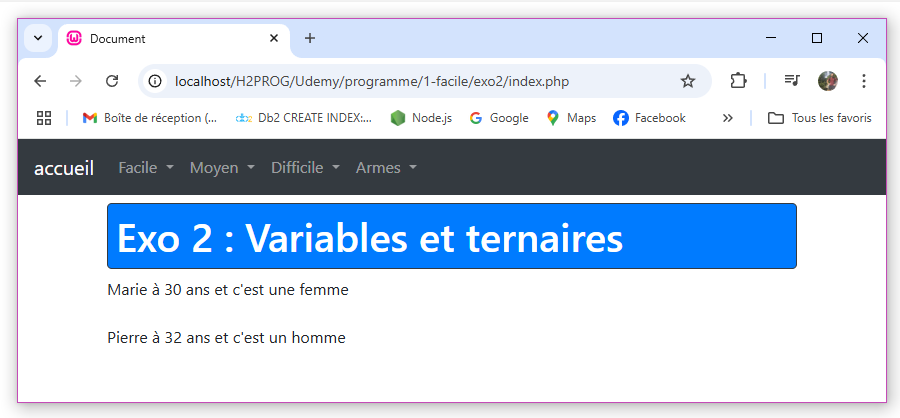 Document
localhost/H2PROG/Udemy/programme/1-facile/exo2/index.php
Boîte de réception (... Db2 CREATE INDEX:... Node.js Google Maps Facebook Tous les favoris
accueil Facile Moyen Difficile Armes
Exo 2 : Variables et ternaires
Marie à 30 ans et c'est une femme
Pierre à 32 ans et c'est un homme